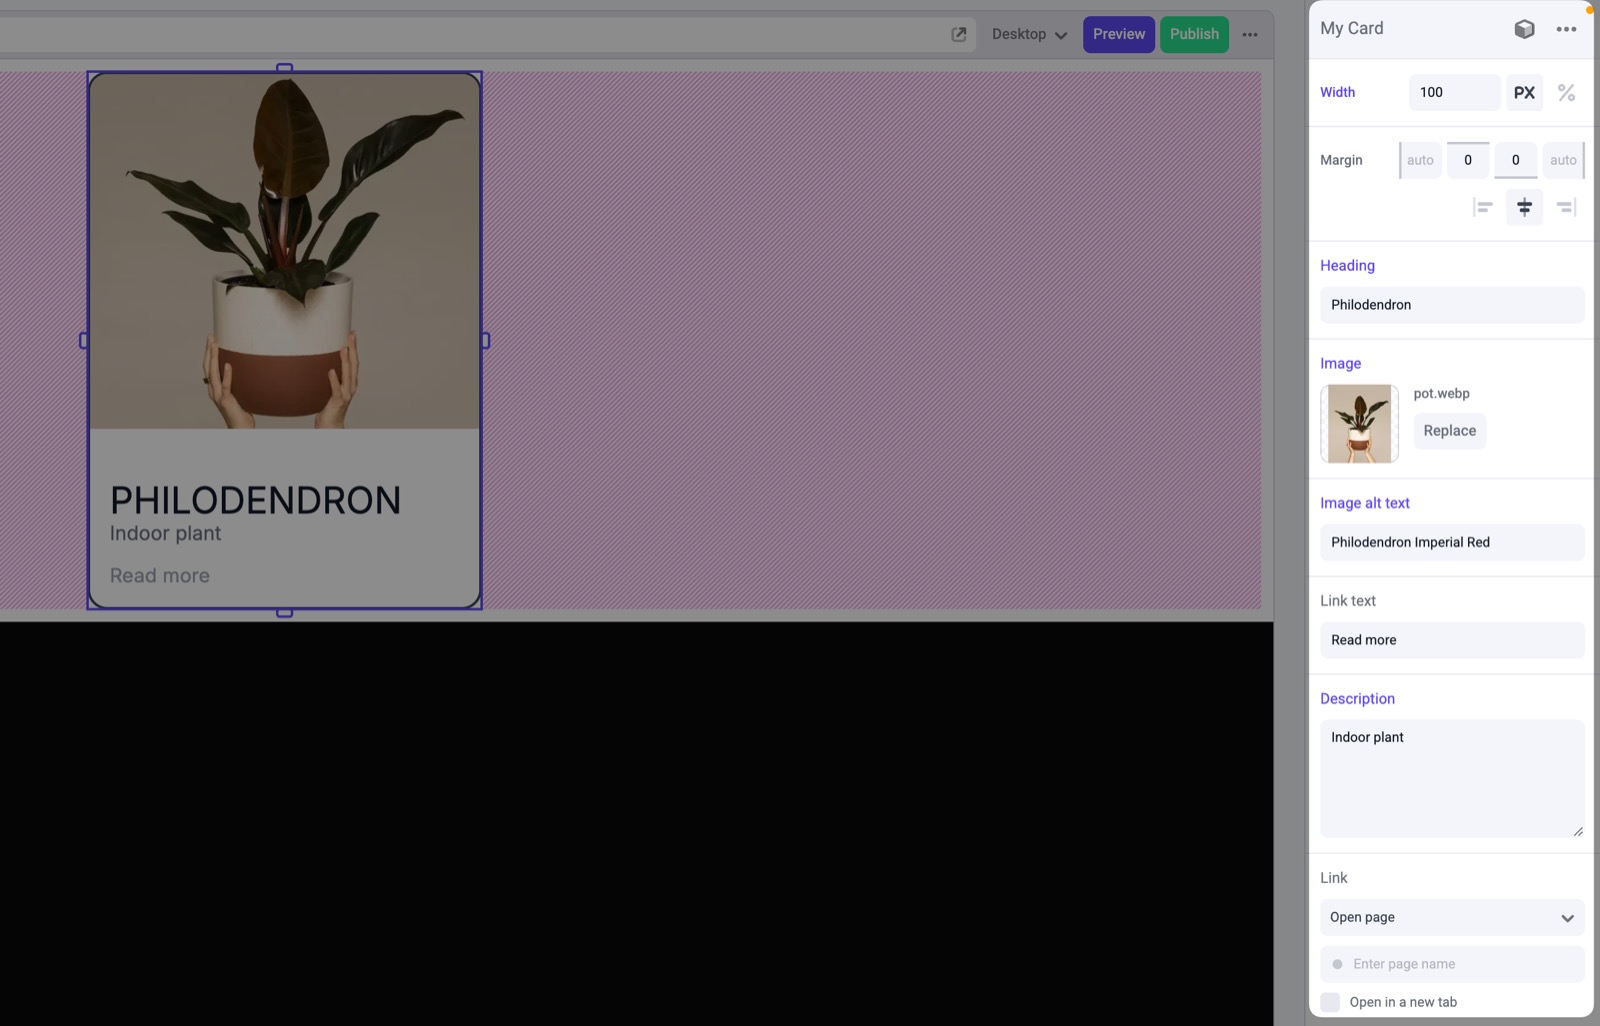 Desktop
Preview
Publish
My Card
Width
100
PX
%
Margin
auto
0
0
auto
Heading
Philodendron
Image
pot.webp
Replace
PHILODENDRON
Indoor plant
Read more
Image alt text
Philodendron Imperial Red
Link text
Read more
Description
Indoor plant
Link
Open page
Enter page name
Open in a new tab